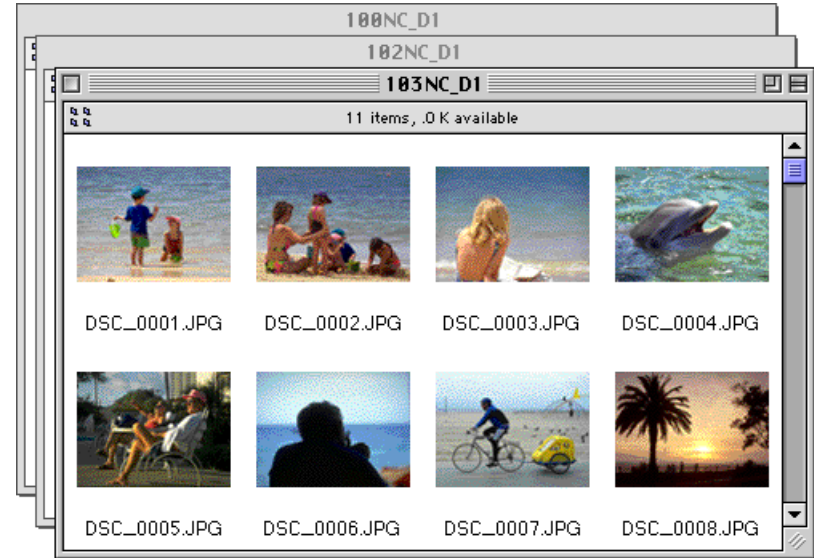 100NC_D1
102NC_D1
103NC_D1
11 items, .0 K available
DSC_0001.JPG DSC_0002.JPG DSC_0003.JPG DSC_0004.JPG
DSC_0005.JPG DSC_0006.JPG DSC_0007.JPG DSC_0008.JPG